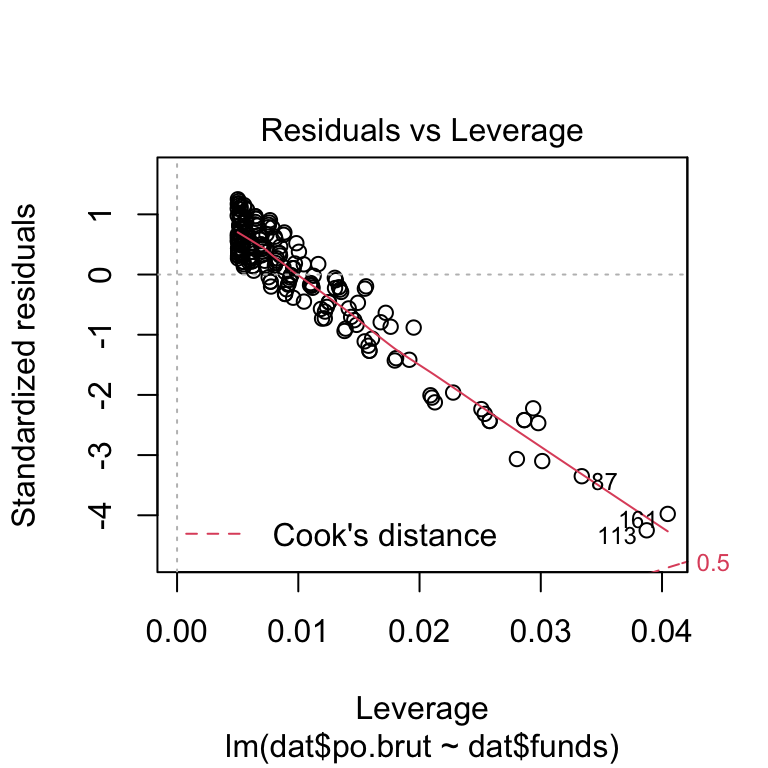 Residuals vs Leverage
Standardized residuals
1
0
-1
-2
-3
-4
87
161
113
Cook's distance
0.5
0.00 0.01 0.02 0.03 0.04
Leverage
lm(dat$po.brut ~ dat$funds)